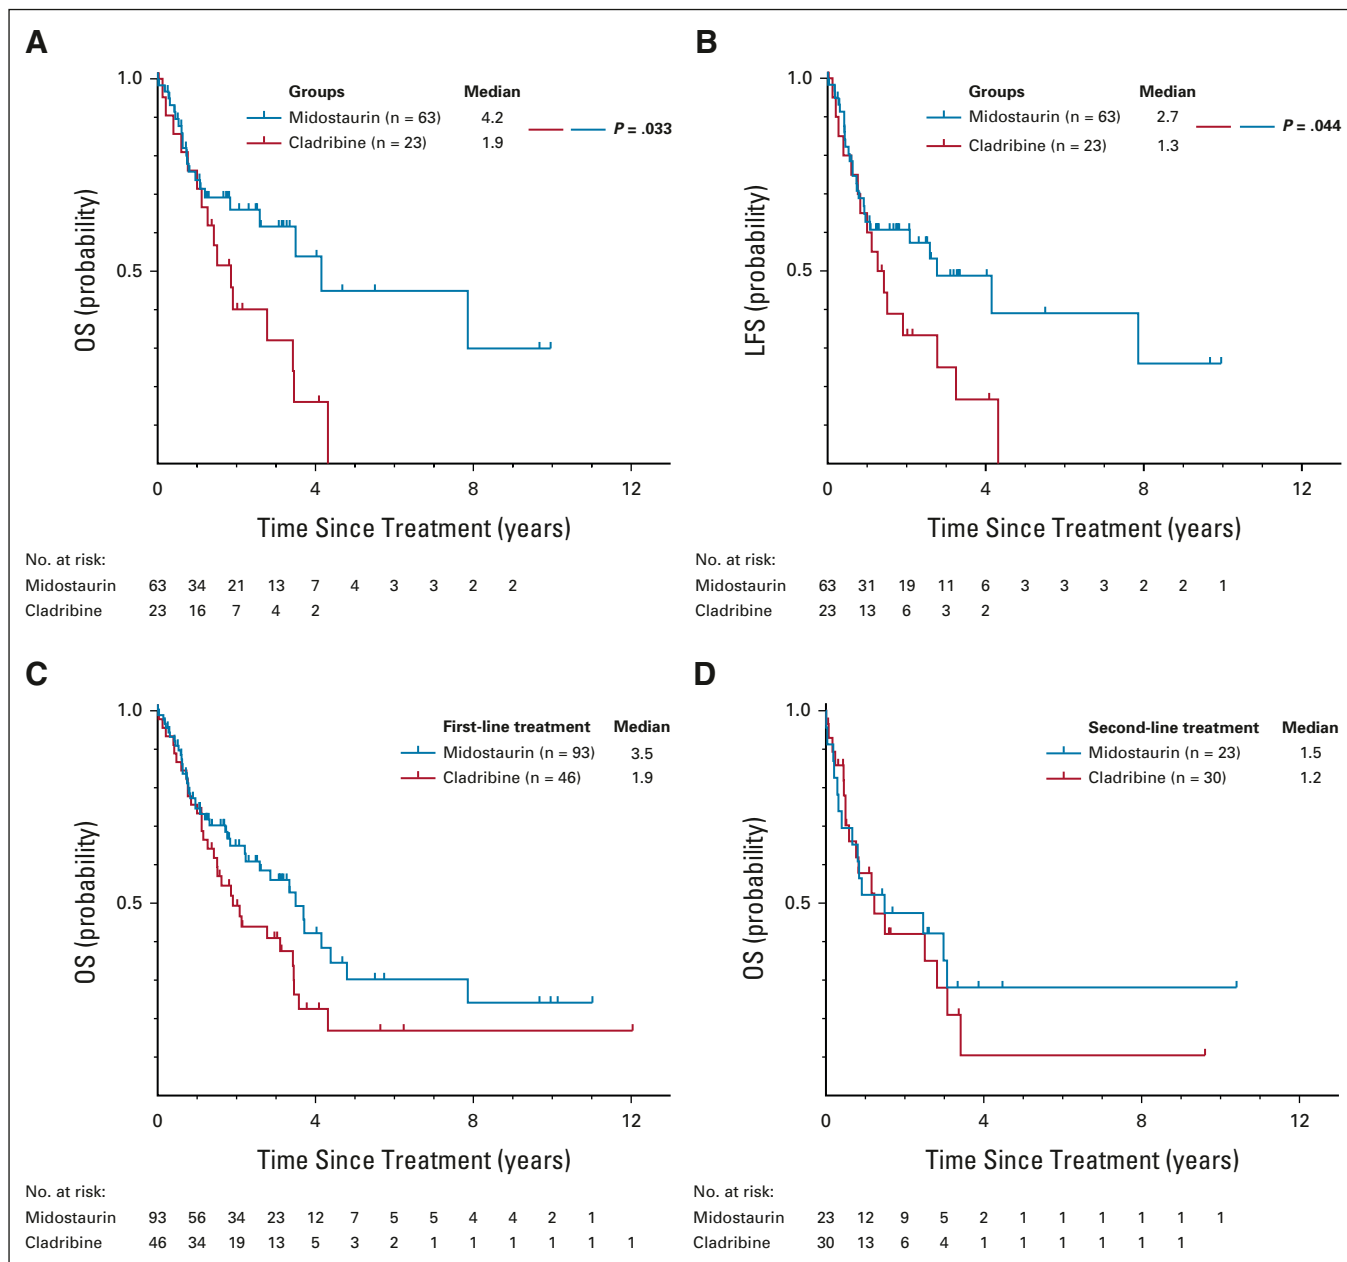 A
1.0
0.5
OS (probability)
Groups Median
Midostaurin (n = 63) 4.2
Cladribine (n = 23) 1.9
P = .033
0 4 8 12
Time Since Treatment (years)
No. at risk:
Midostaurin 63 34 21 13 7 4 3 3 2 2
Cladribine 23 16 7 4 2
B
1.0
0.5
LFS (probability)
Groups Median
Midostaurin (n = 63) 2.7
Cladribine (n = 23) 1.3
P = .044
0 4 8 12
Time Since Treatment (years)
No. at risk:
Midostaurin 63 31 19 11 6 3 3 3 2 2 1
Cladribine 23 13 6 3 2
C
1.0
0.5
OS (probability)
First-line treatment Median
Midostaurin (n = 93) 3.5
Cladribine (n = 46) 1.9
0 4 8 12
Time Since Treatment (years)
No. at risk:
Midostaurin 93 56 34 23 12 7 5 5 4 4 2 1
Cladribine 46 34 19 13 5 3 2 1 1 1 1 1 1
D
1.0
0.5
OS (probability)
Second-line treatment Median
Midostaurin (n = 23) 1.5
Cladribine (n = 30) 1.2
0 4 8 12
Time Since Treatment (years)
No. at risk:
Midostaurin 23 12 9 5 2 1 1 1 1 1 1
Cladribine 30 13 6 4 1 1 1 1 1 1